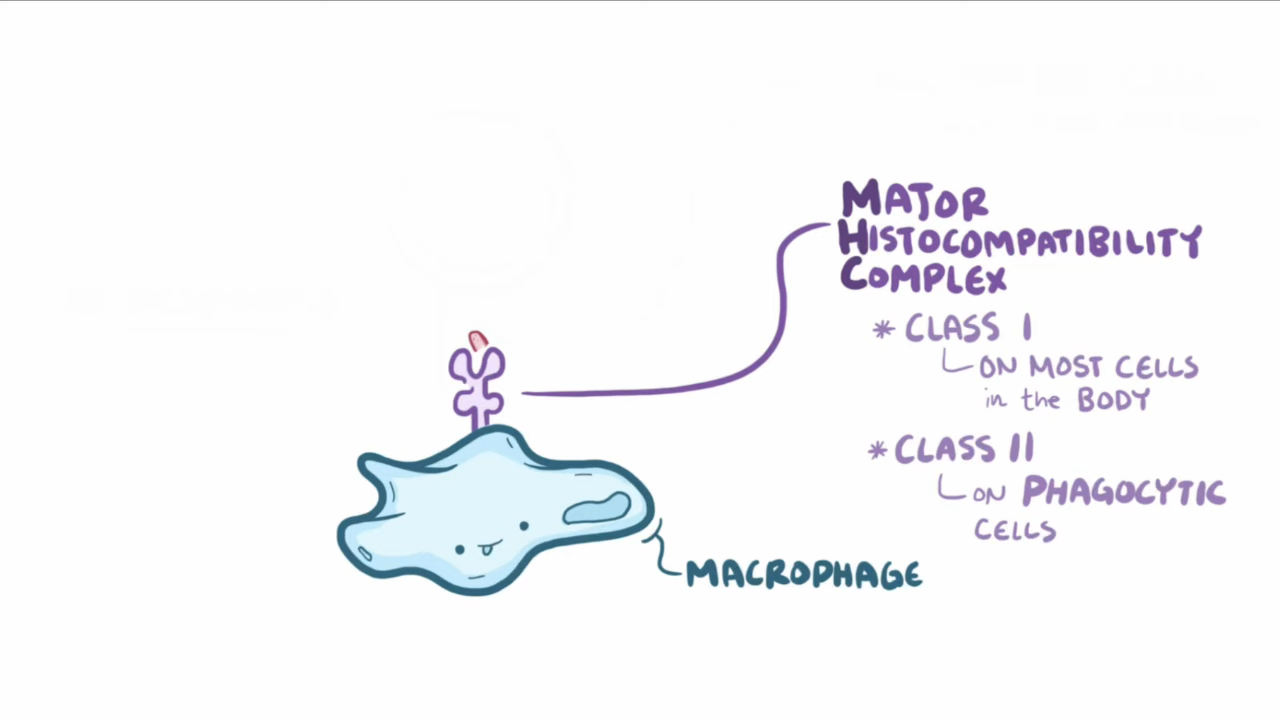 MAJOR
HISTOCOMPATIBILITY
COMPLEX
* CLASS I
ON MOST CELLS
in the BODY
* CLASS II
ON PHAGOCYTIC
CELLS
MACROPHAGE